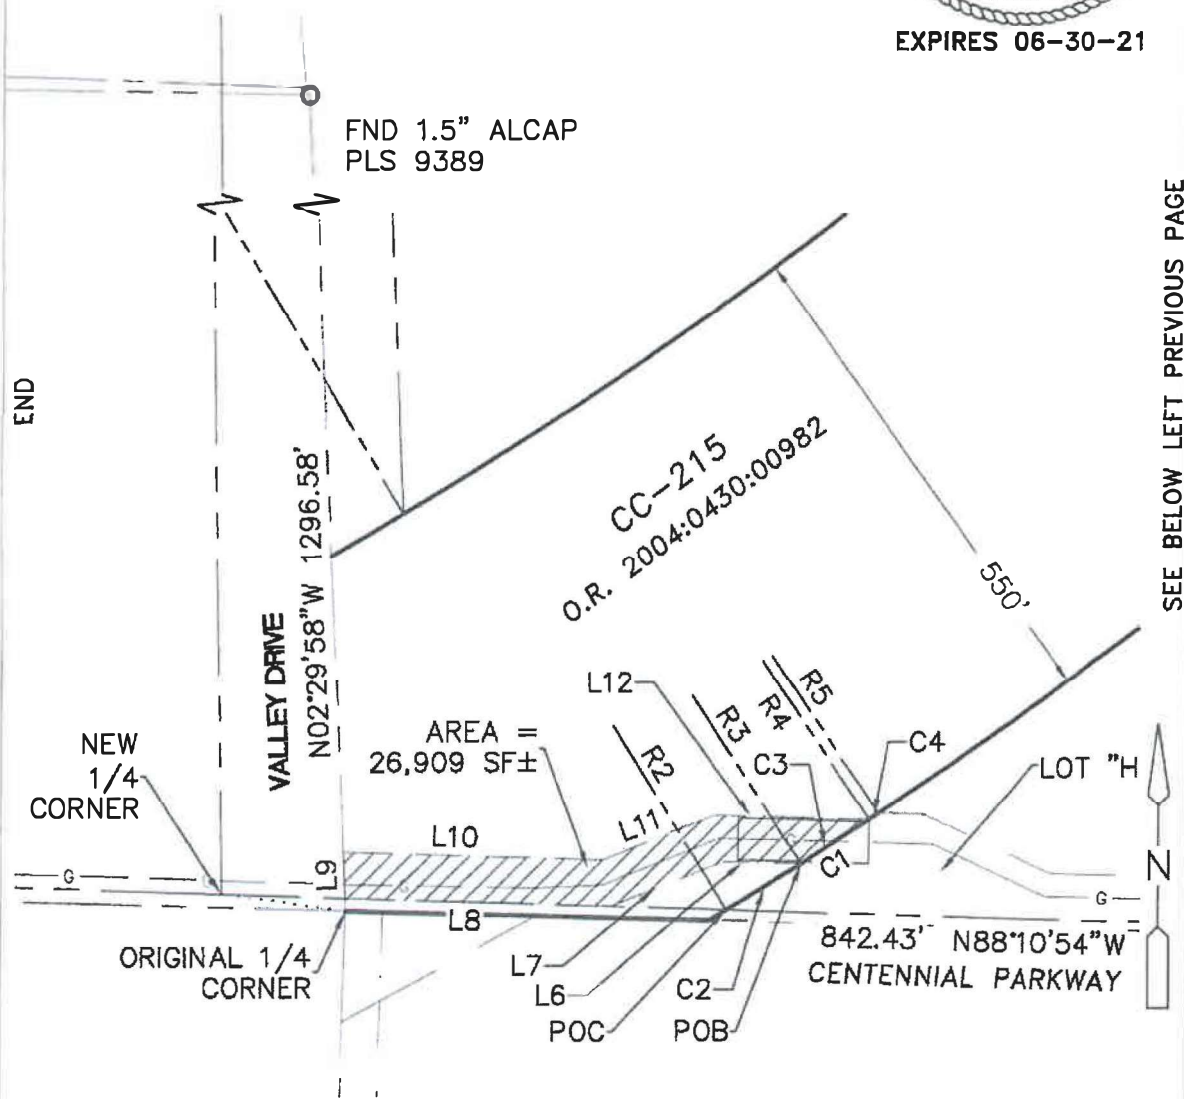 EXPIRES 06-30-21
FND 1.5" ALCAP
PLS 9389
SEE BELOW LEFT PREVIOUS PAGE
END
CC-215
O.R. 2004:0430:00982
550'
VALLEY DRIVE
N02°29'58"W 1296.58'
NEW
1/4
CORNER
AREA =
26,909 SF±
L12
R2
R3
R4
R5
C3
C4
LOT "H
L10
L11
L9
C1
N
G
G
G
L8
ORIGINAL 1/4
CORNER
L7
L6
POC
C2
POB
842.43' N88°10'54"W
CENTENNIAL PARKWAY